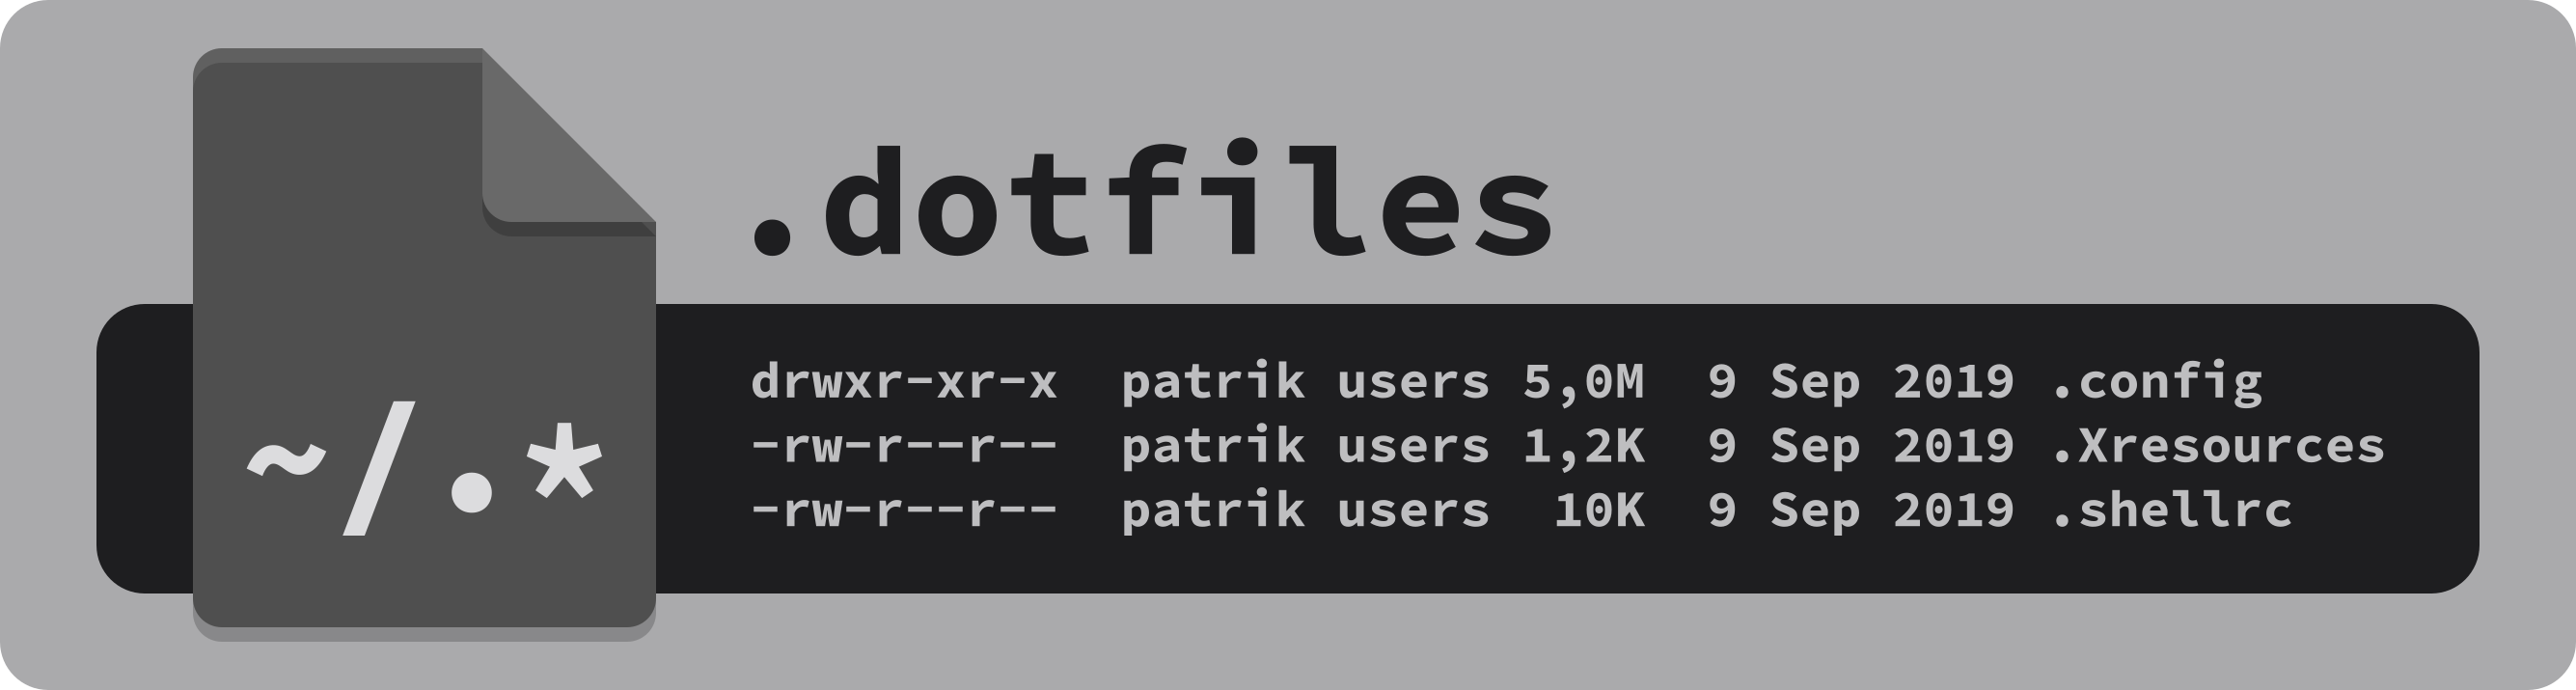 .dotfiles
~/.*
drwxr-xr-x  patrik users 5,0M  9 Sep 2019 .config
-rw-r--r--  patrik users 1,2K  9 Sep 2019 .Xresources
-rw-r--r--  patrik users  10K  9 Sep 2019 .shellrc